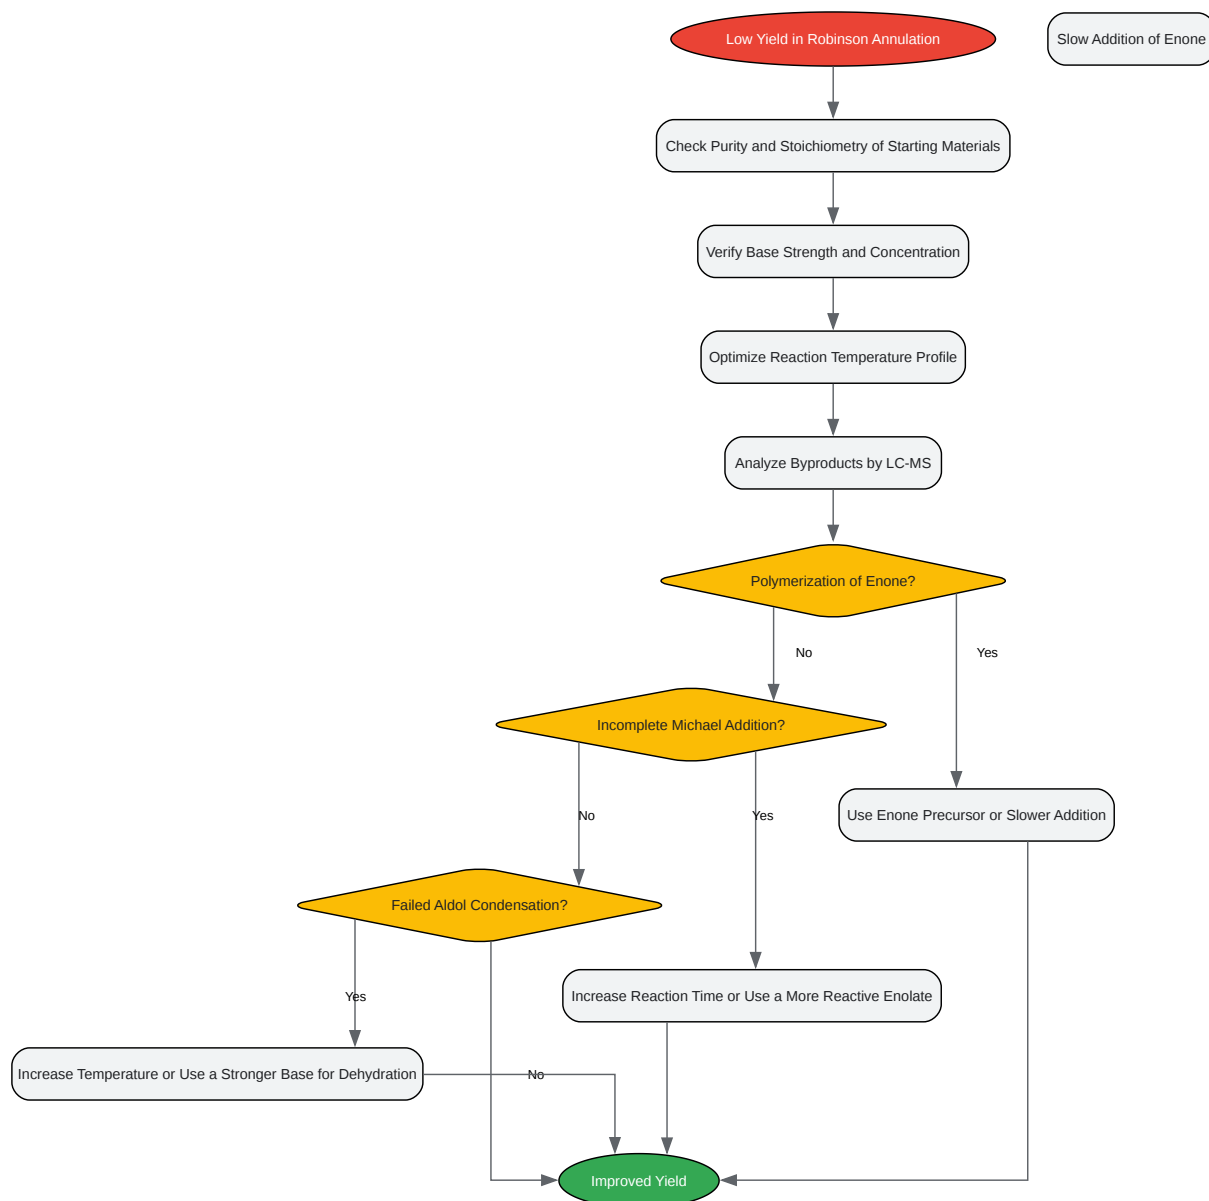 Low Yield in Robinson Annulation
Slow Addition of Enone
Check Purity and Stoichiometry of Starting Materials
Verify Base Strength and Concentration
Optimize Reaction Temperature Profile
Analyze Byproducts by LC-MS
Polymerization of Enone?
No
Yes
Incomplete Michael Addition?
No
Yes
Use Enone Precursor or Slower Addition
Failed Aldol Condensation?
Yes
Increase Reaction Time or Use a More Reactive Enolate
Increase Temperature or Use a Stronger Base for Dehydration
No
Improved Yield